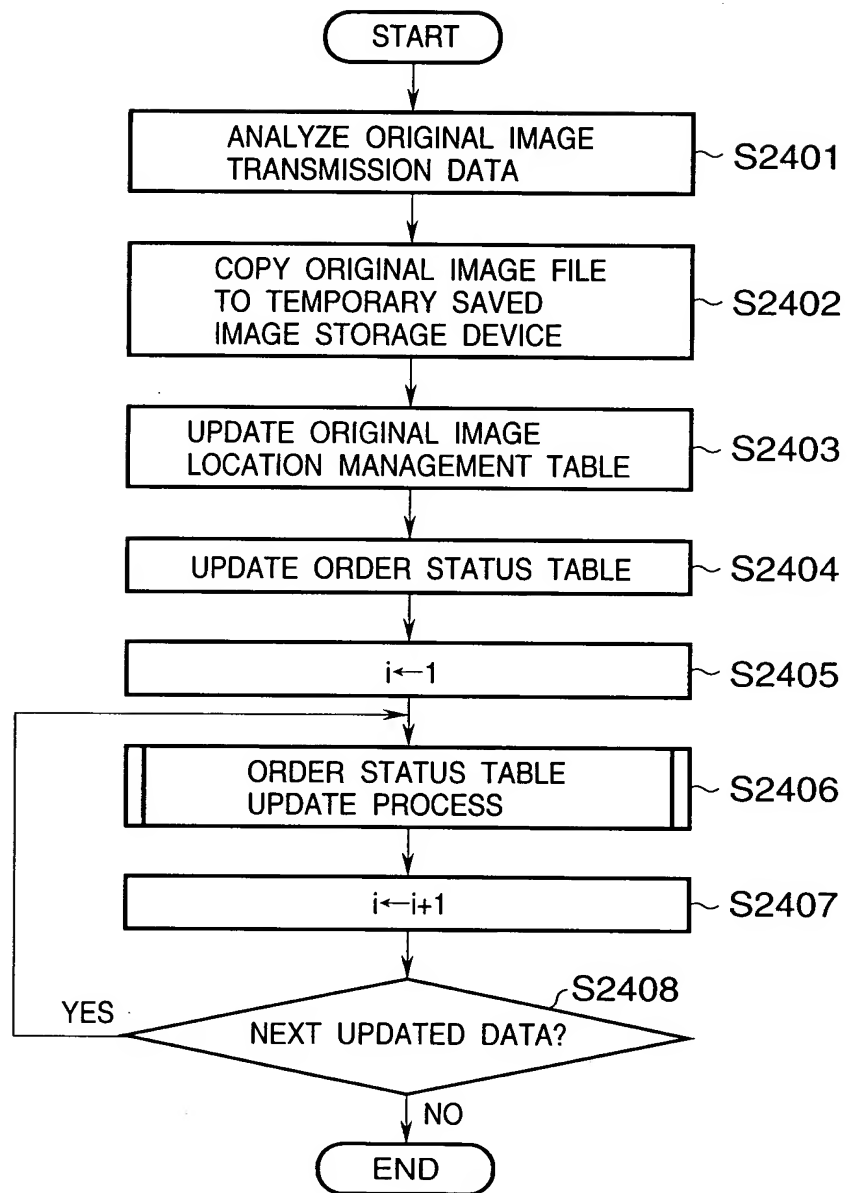 START
ANALYZE ORIGINAL IMAGE
TRANSMISSION DATA
S2401
COPY ORIGINAL IMAGE FILE
TO TEMPORARY SAVED
IMAGE STORAGE DEVICE
S2402
UPDATE ORIGINAL IMAGE
LOCATION MANAGEMENT TABLE
S2403
UPDATE ORDER STATUS TABLE
S2404
i←1
S2405
ORDER STATUS TABLE
UPDATE PROCESS
S2406
i←i+1
S2407
S2408
YES
NEXT UPDATED DATA?
NO
END